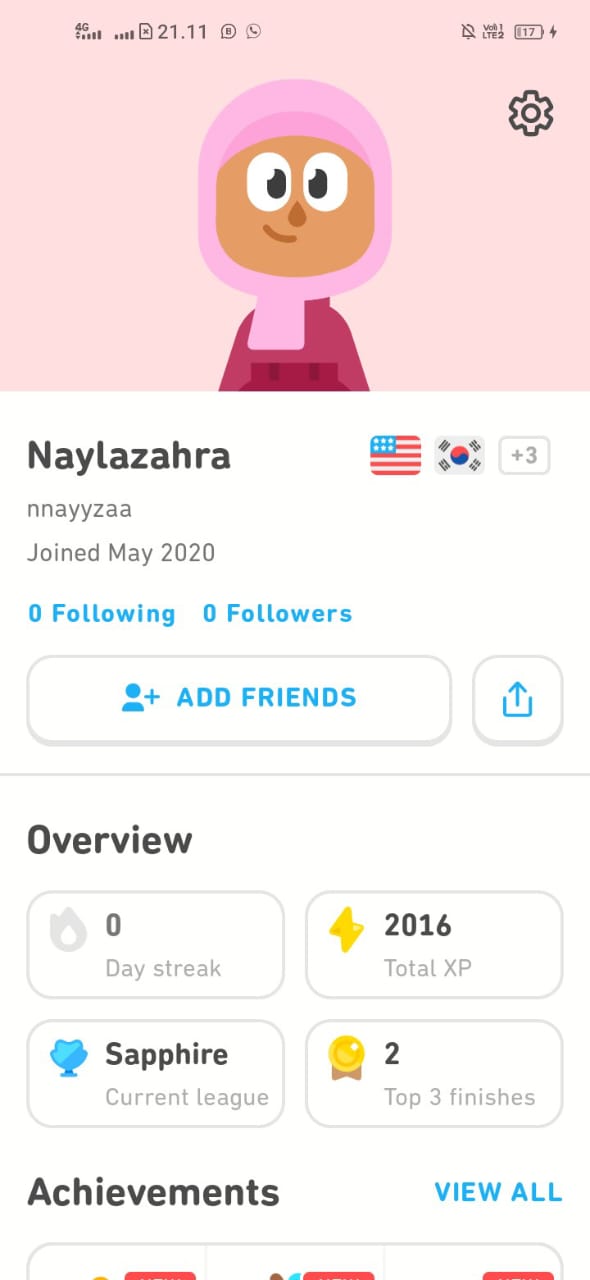 4G 21.11 Vo) 1 LTE2 17
Naylazahra +3
nnayyzaa
Joined May 2020
0 Following 0 Followers
ADD FRIENDS
Overview
0
Day streak
2016
Total XP
Sapphire
Current league
2
Top 3 finishes
Achievements VIEW ALL